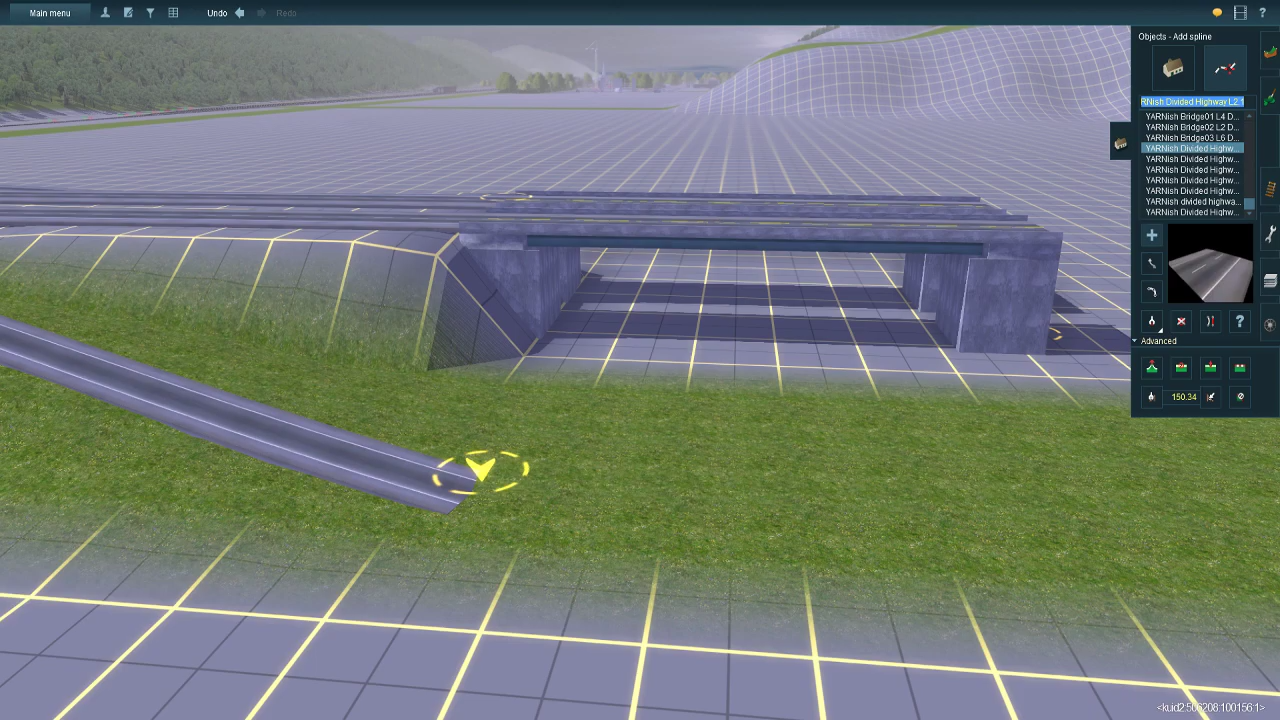 Main menu
Undo
Redo
Objects - Add spline
RNish Divided Highway L2.1
YARNish Bridge01 L4 D...
YARNish Bridge02 L2 D...
YARNish Bridge03 L6 D...
YARNish Divided Highw...
YARNish Divided Highw...
YARNish Divided Highw...
YARNish Divided Highw...
YARNish Divided Highw...
YARNish divided highwa...
YARNish Divided Highw...
?
Advanced
150.34
<kuid2:506208:100156:1>